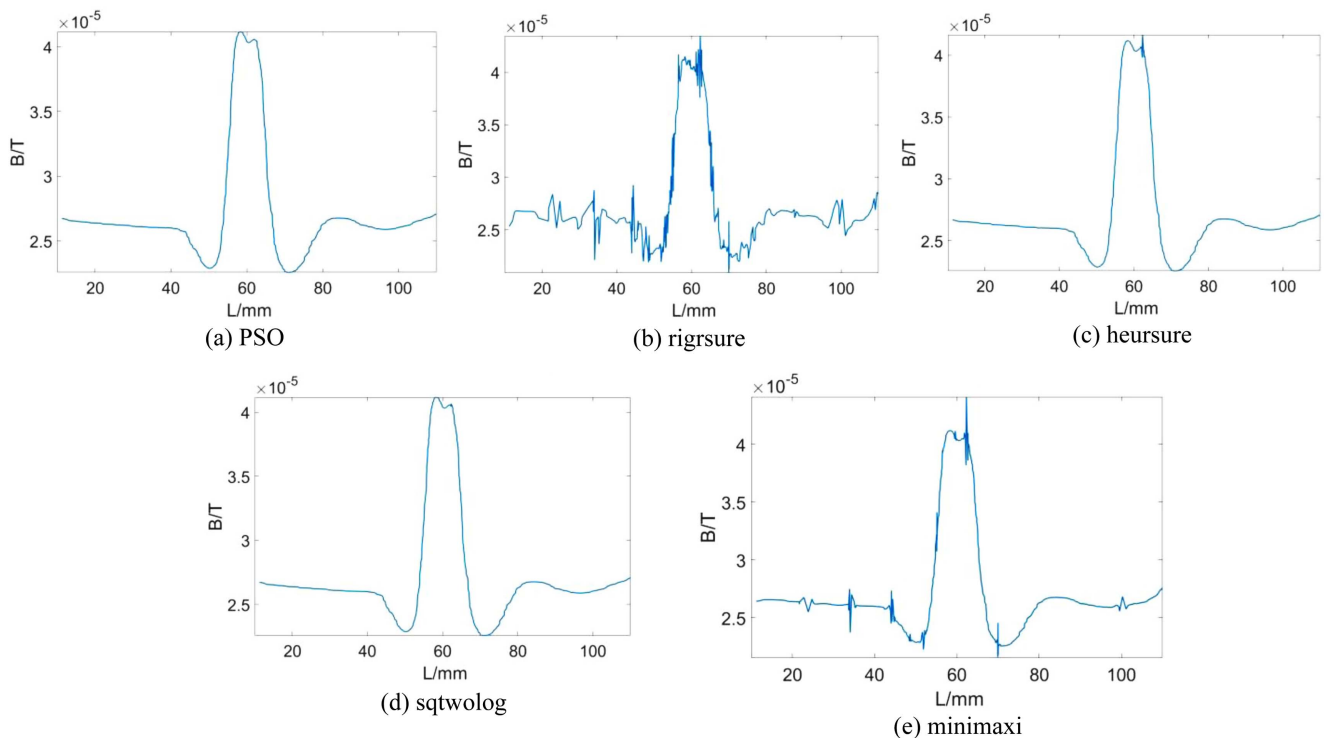 ×10⁻⁵
4
3.5
3
2.5
B/T
20 40 60 80 100
L/mm
(a) PSO
×10⁻⁵
4
3.5
3
2.5
B/T
20 40 60 80 100
L/mm
(b) rigrsure
×10⁻⁵
4
3.5
3
2.5
B/T
20 40 60 80 100
L/mm
(c) heursure
×10⁻⁵
4
3.5
3
2.5
B/T
20 40 60 80 100
L/mm
(d) sqtwolog
×10⁻⁵
4
3.5
3
2.5
B/T
20 40 60 80 100
L/mm
(e) minimaxi